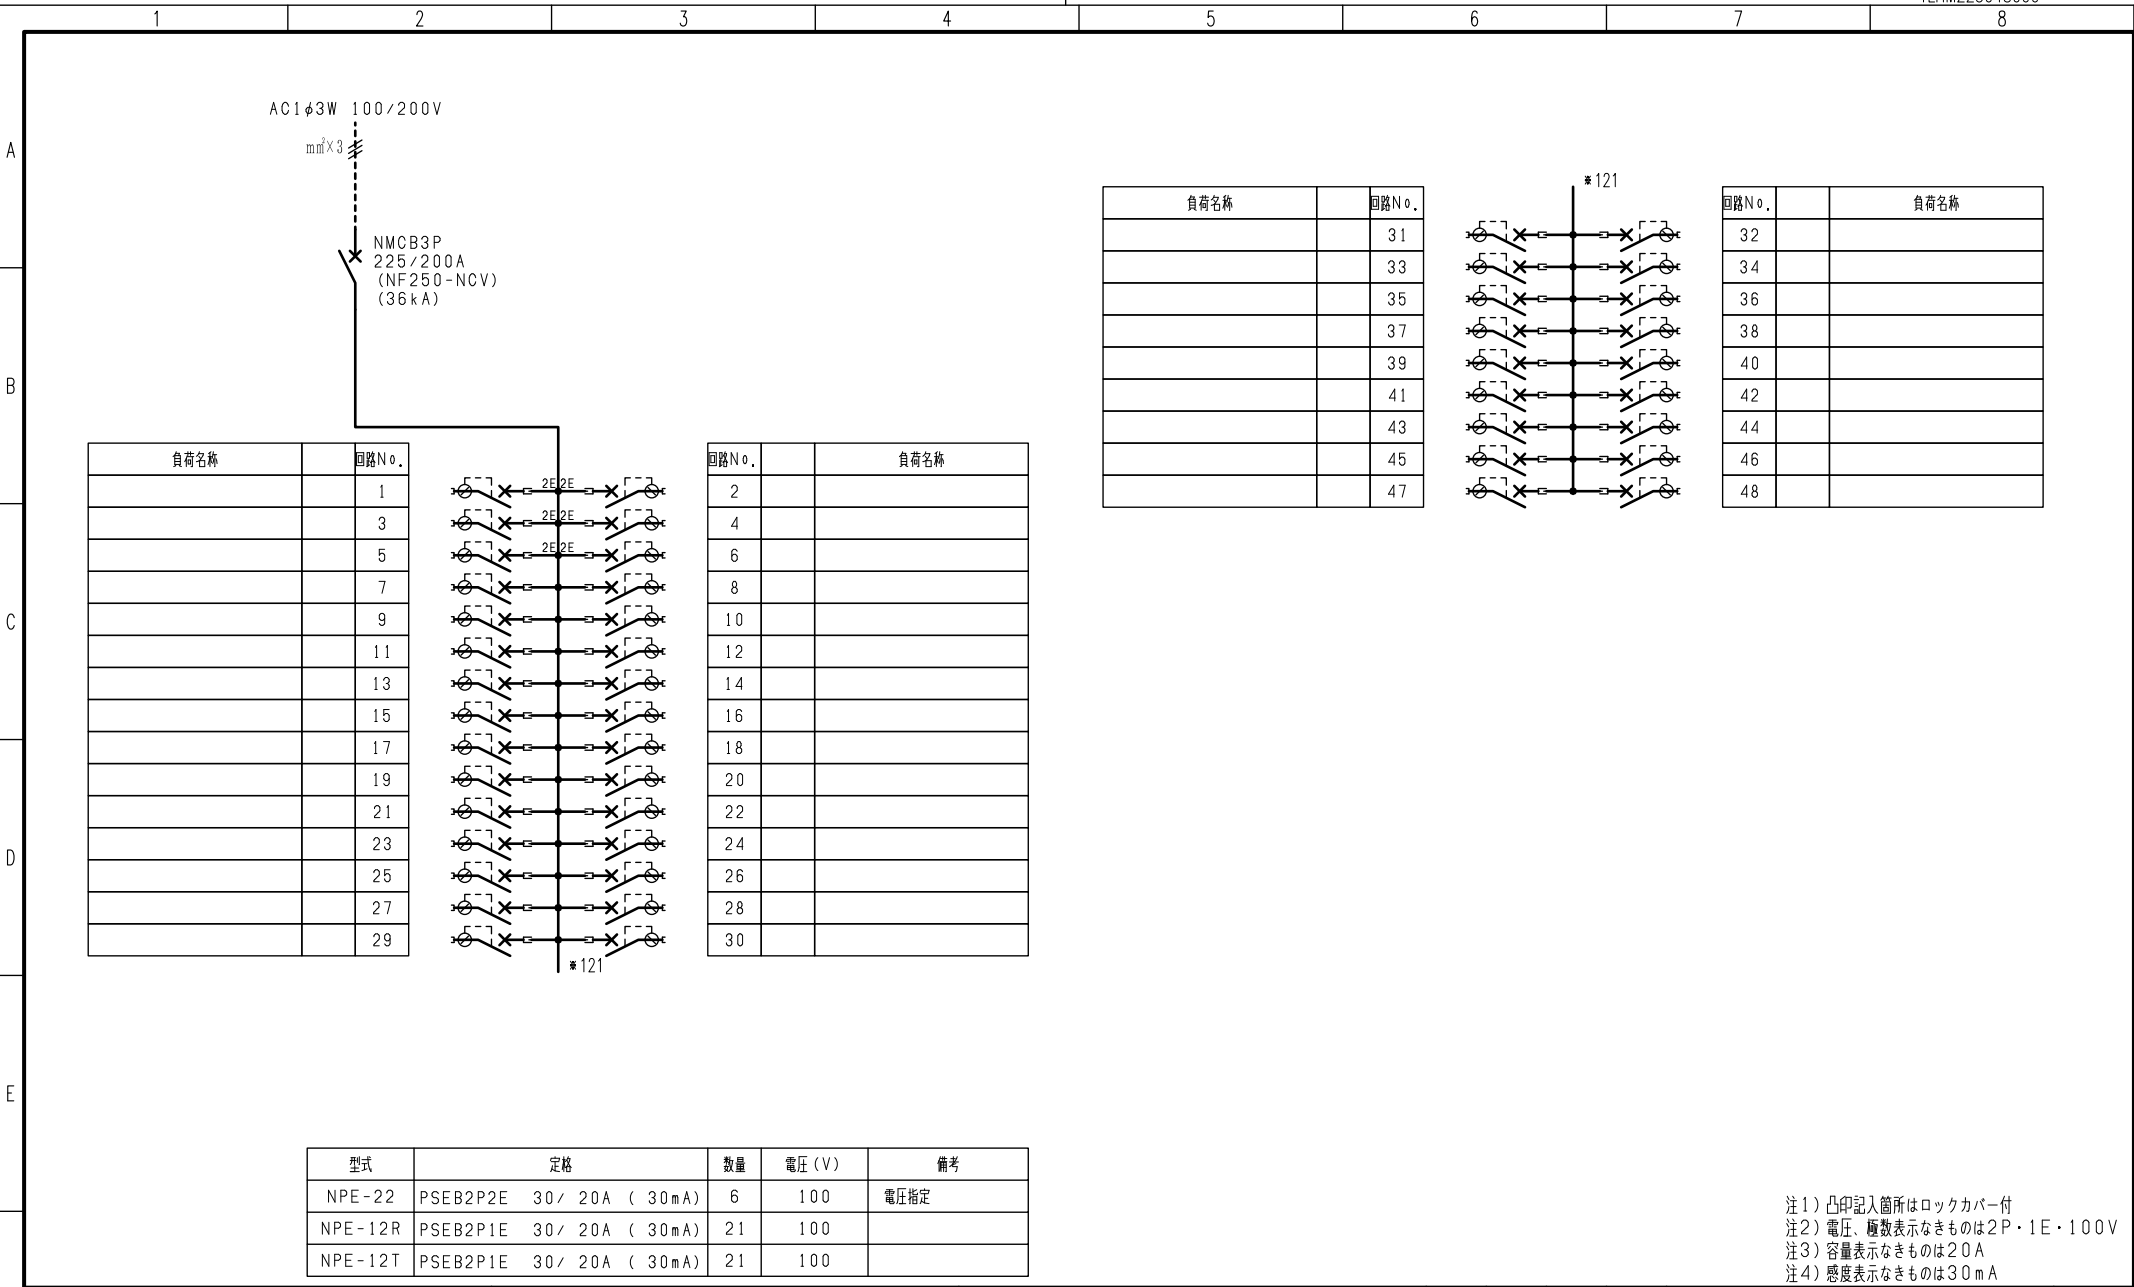 1 2 3 4 5 6 7 8
A
B
C
D
E
AC1φ3W 100/200V
mm²×3
NMCB3P
225/200A
(NF250-NCV)
(36kA)
負荷名称 回路No.
1
3
5
7
9
11
13
15
17
19
21
23
25
27
29
2E 2E
2E 2E
2E 2E
※121
回路No. 負荷名称
2
4
6
8
10
12
14
16
18
20
22
24
26
28
30
負荷名称 回路No.
31
33
35
37
39
41
43
45
47
※121
回路No. 負荷名称
32
34
36
38
40
42
44
46
48
型式 定格 数量 電圧(V) 備考
NPE-22 PSEB2P2E 30/ 20A ( 30mA) 6 100 電圧指定
NPE-12R PSEB2P1E 30/ 20A ( 30mA) 21 100
NPE-12T PSEB2P1E 30/ 20A ( 30mA) 21 100
注1)凸印記入箇所はロックカバー付
注2)電圧、極数表示なきものは2P・1E・100V
注3)容量表示なきものは20A
注4)感度表示なきものは30mA